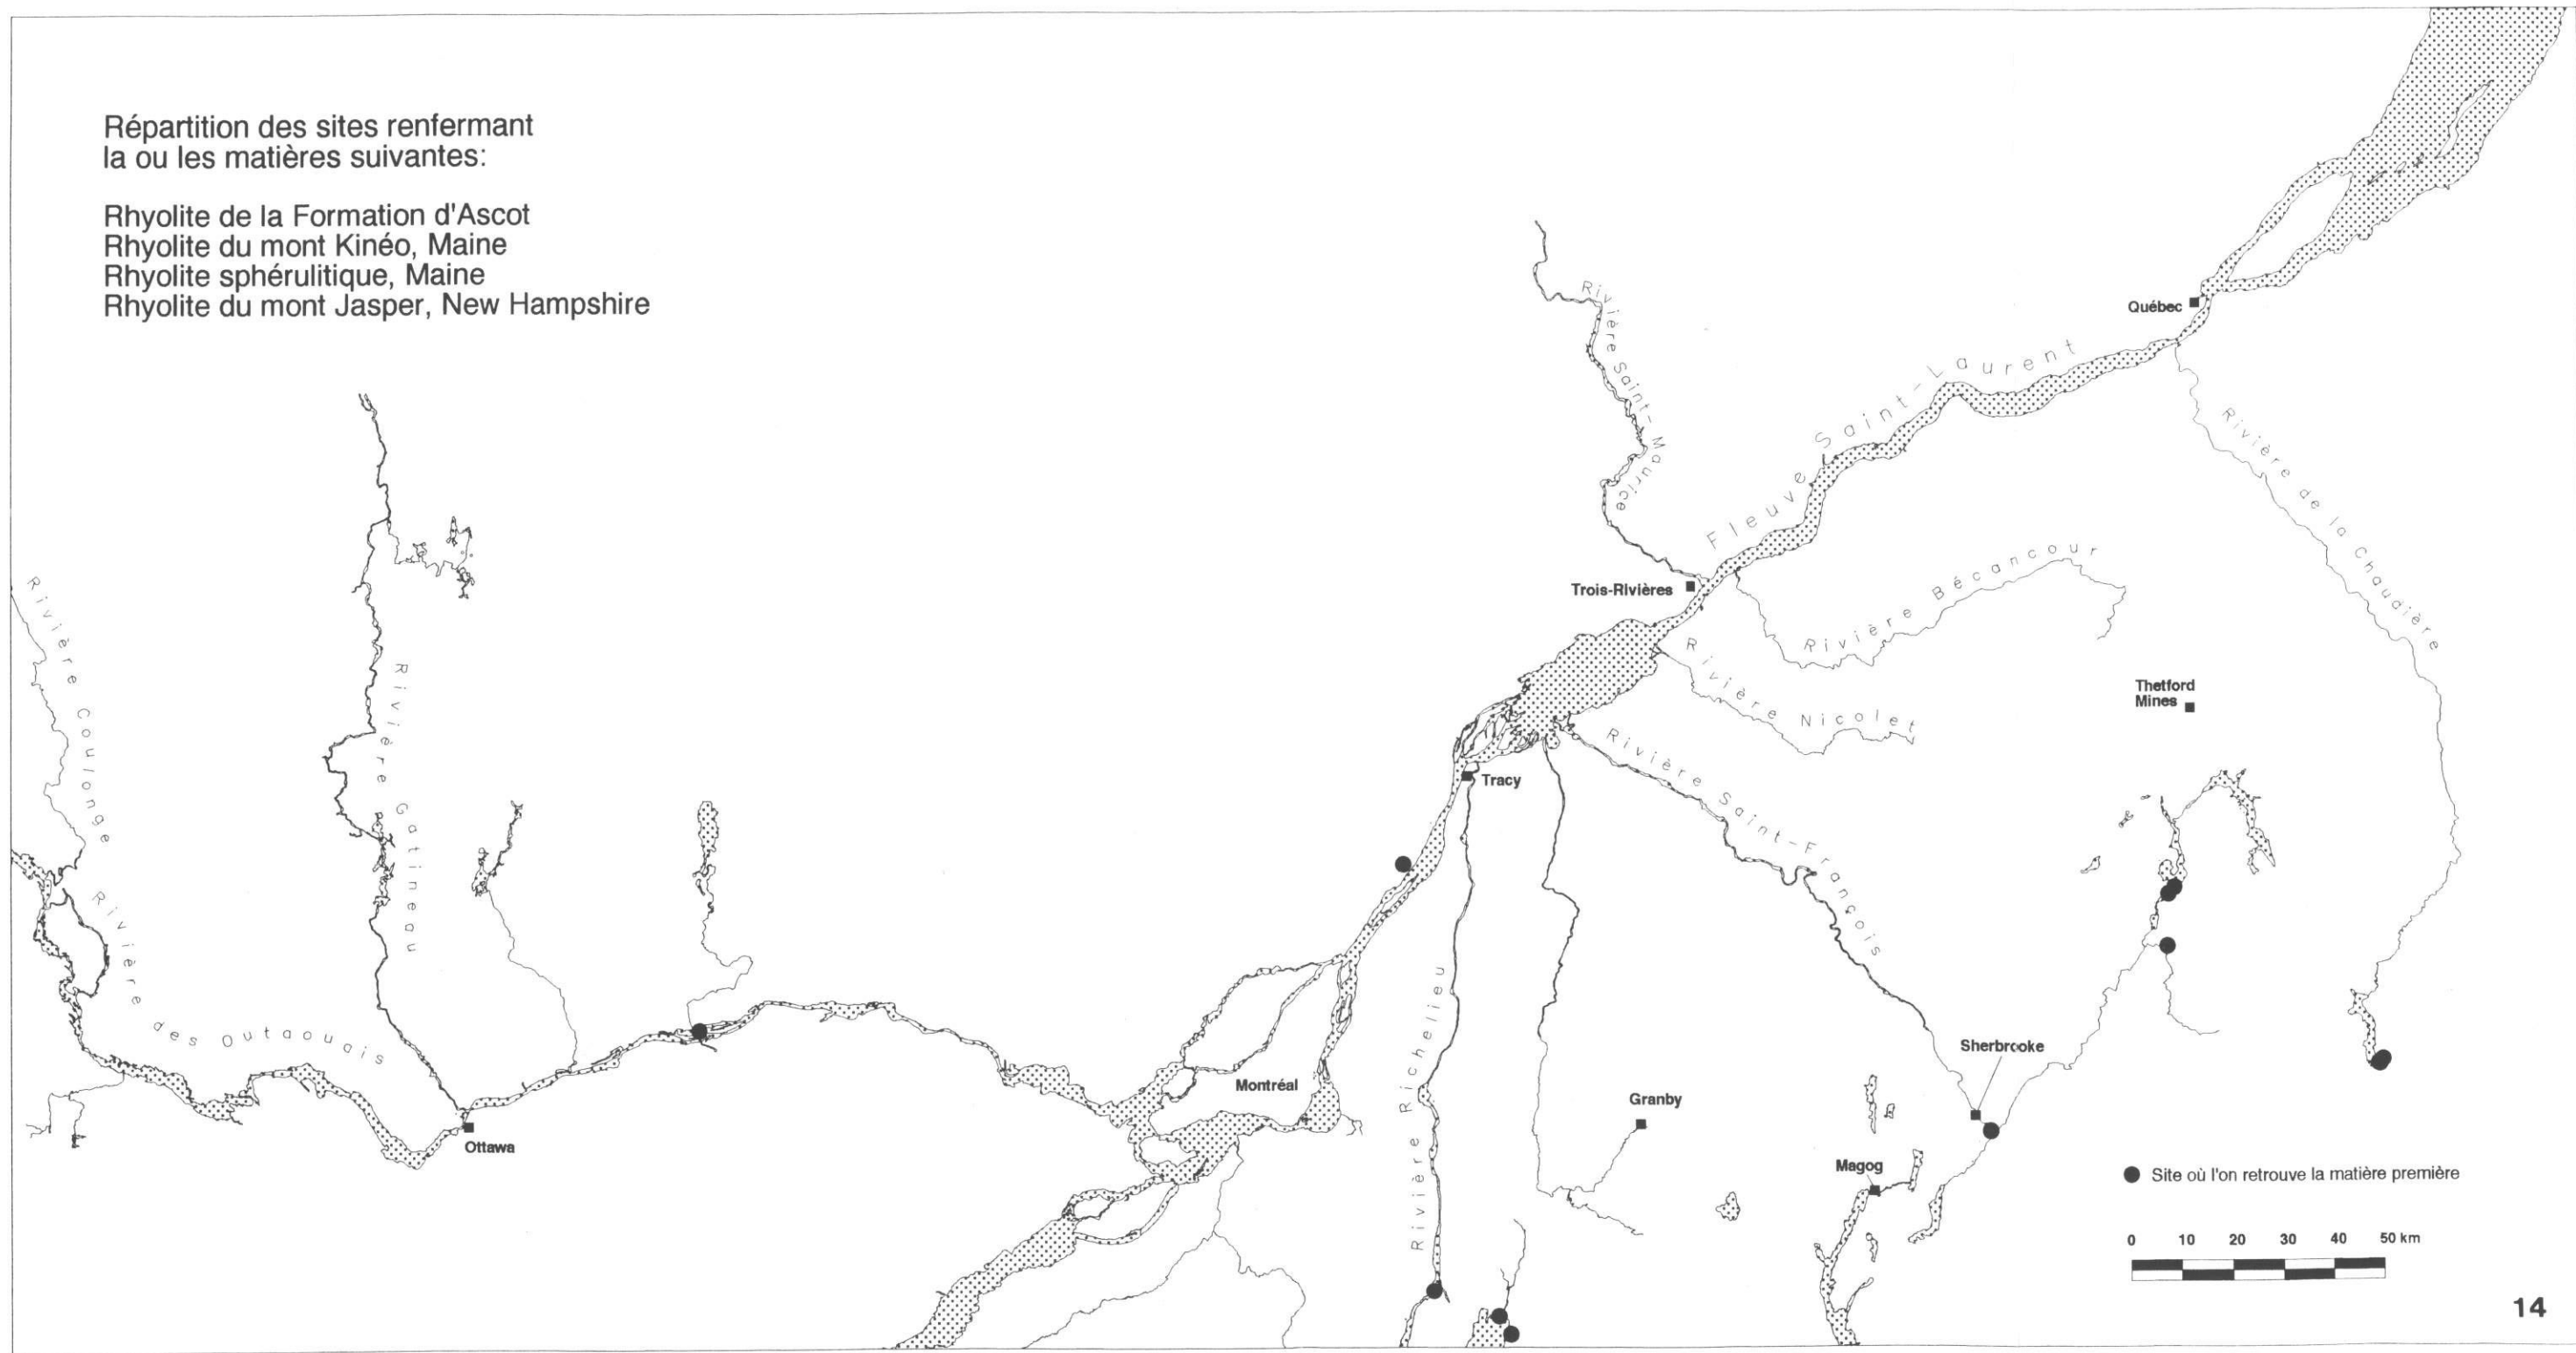 Répartition des sites renfermant
la ou les matières suivantes:
Rhyolite de la Formation d'Ascot
Rhyolite du mont Kinéo, Maine
Rhyolite sphérulitique, Maine
Rhyolite du mont Jasper, New Hampshire
Rivière Saint-Maurice
Québec
Fleuve Saint-Laurent
Rivière de la Chaudière
Trois-Rivières
Rivière Bécancour
Rivière Nicolet
Thetford
Mines
Rivière Coulonge
Rivière Gatineau
Rivière Saint-François
Tracy
Rivière des Outaouais
Rivière Richelieu
Sherbrooke
Montréal
Granby
Ottawa
Magog
Site où l'on retrouve la matière première
0 10 20 30 40 50 km
14